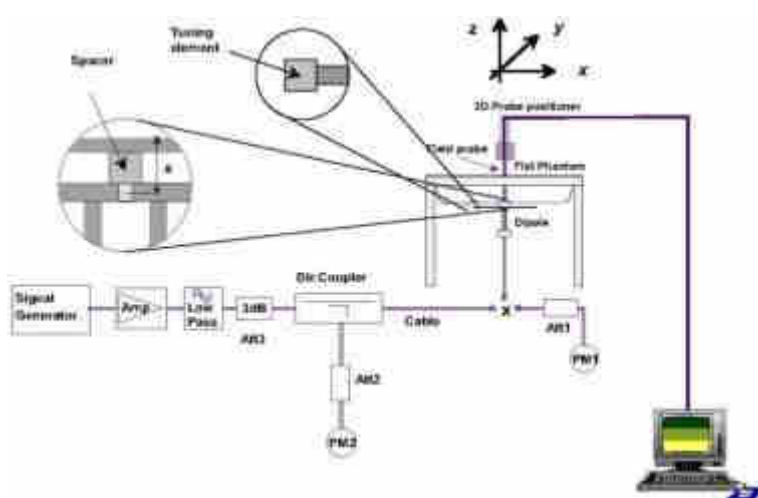 Tuning
element
Spacer
z
y
x
3D Probe positioner
Field probe
Flat Phantom
Dipole
Signal
Generator
Amp
Low
Pass
3dB
Att3
Dir.Coupler
Cable
x
Att1
PM1
Att2
PM2